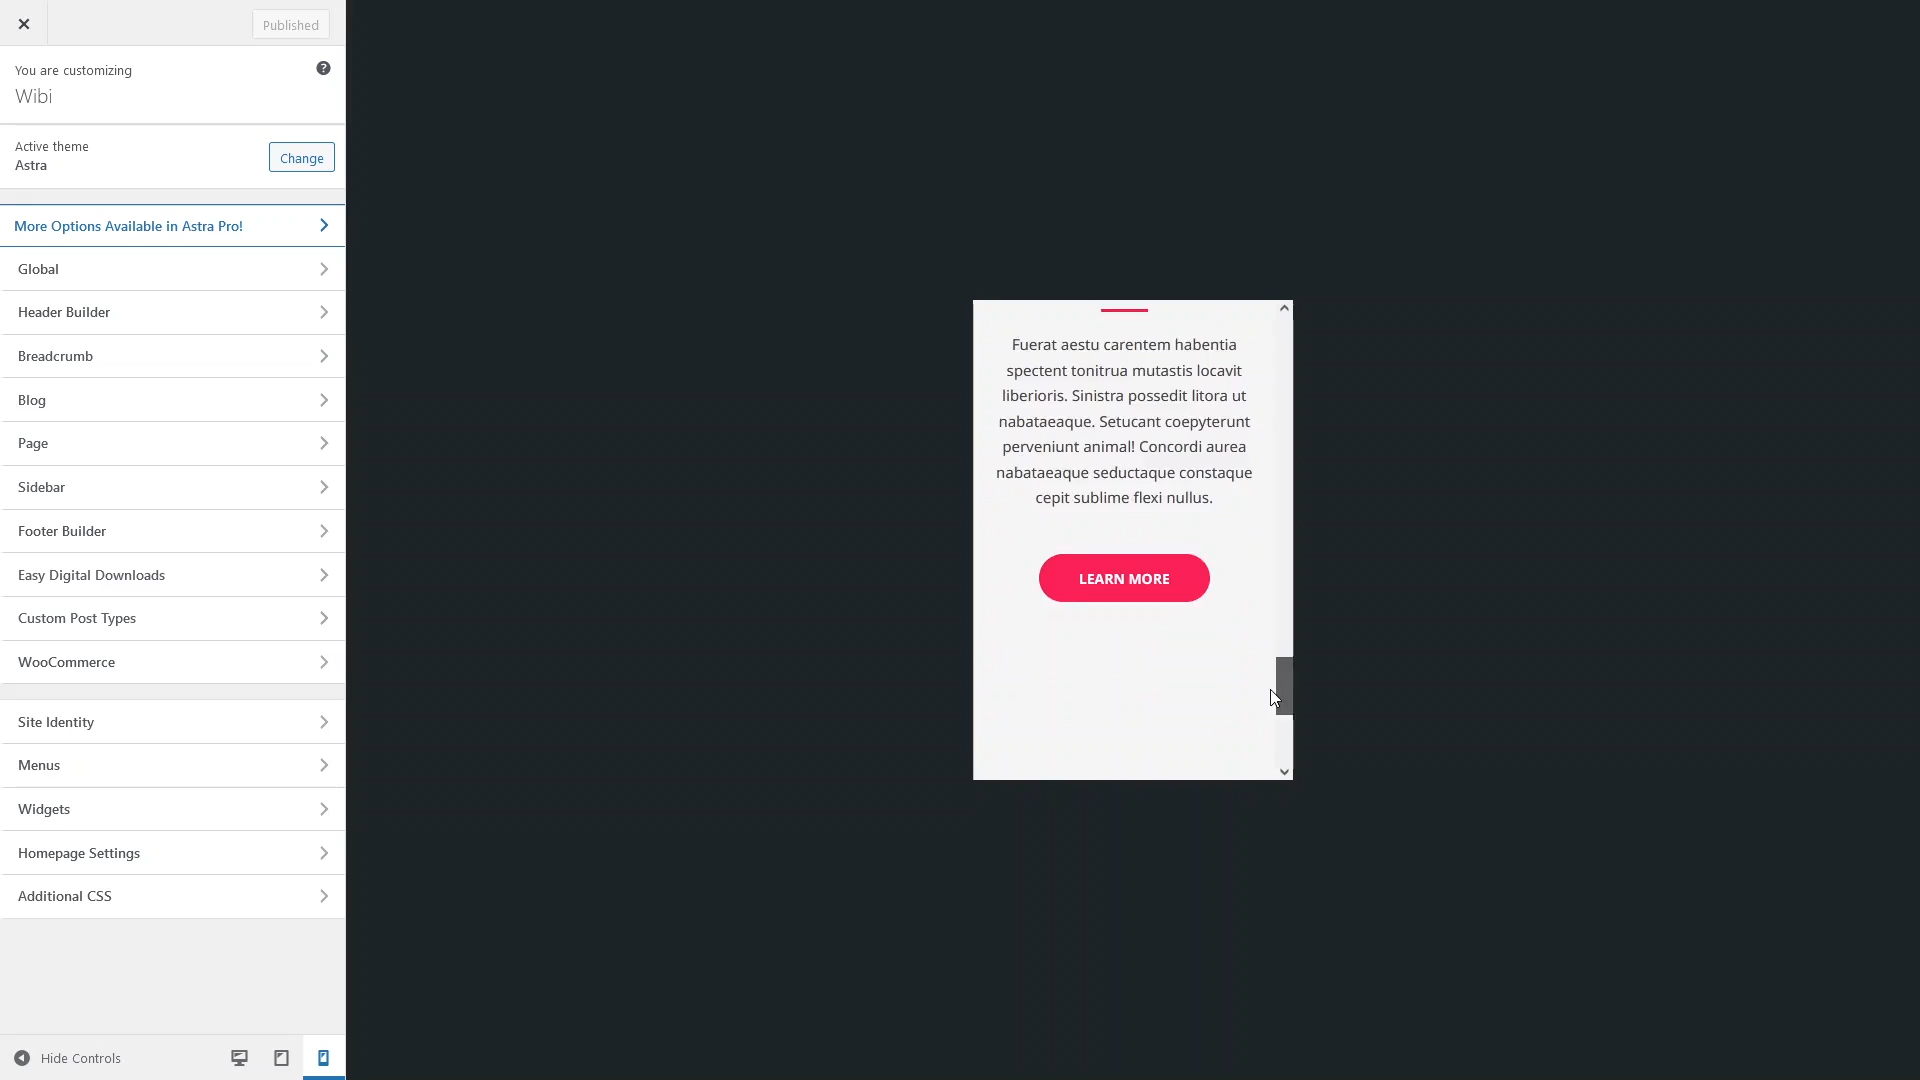 Published
You are customizing
Wibi
Active theme
Astra
Change
More Options Available in Astra Pro!
Global
Header Builder
Breadcrumb
Blog
Page
Sidebar
Footer Builder
Easy Digital Downloads
Custom Post Types
WooCommerce
Site Identity
Menus
Widgets
Homepage Settings
Additional CSS
Hide Controls
Fuerat aestu carentem habentia
spectent tonitrua mutastis locavit
liberioris. Sinistra possedit litora ut
nabataeaque. Setucant coepyterunt
perveniunt animal! Concordi aurea
nabataeaque seductaque constaque
cepit sublime flexi nullus.
LEARN MORE